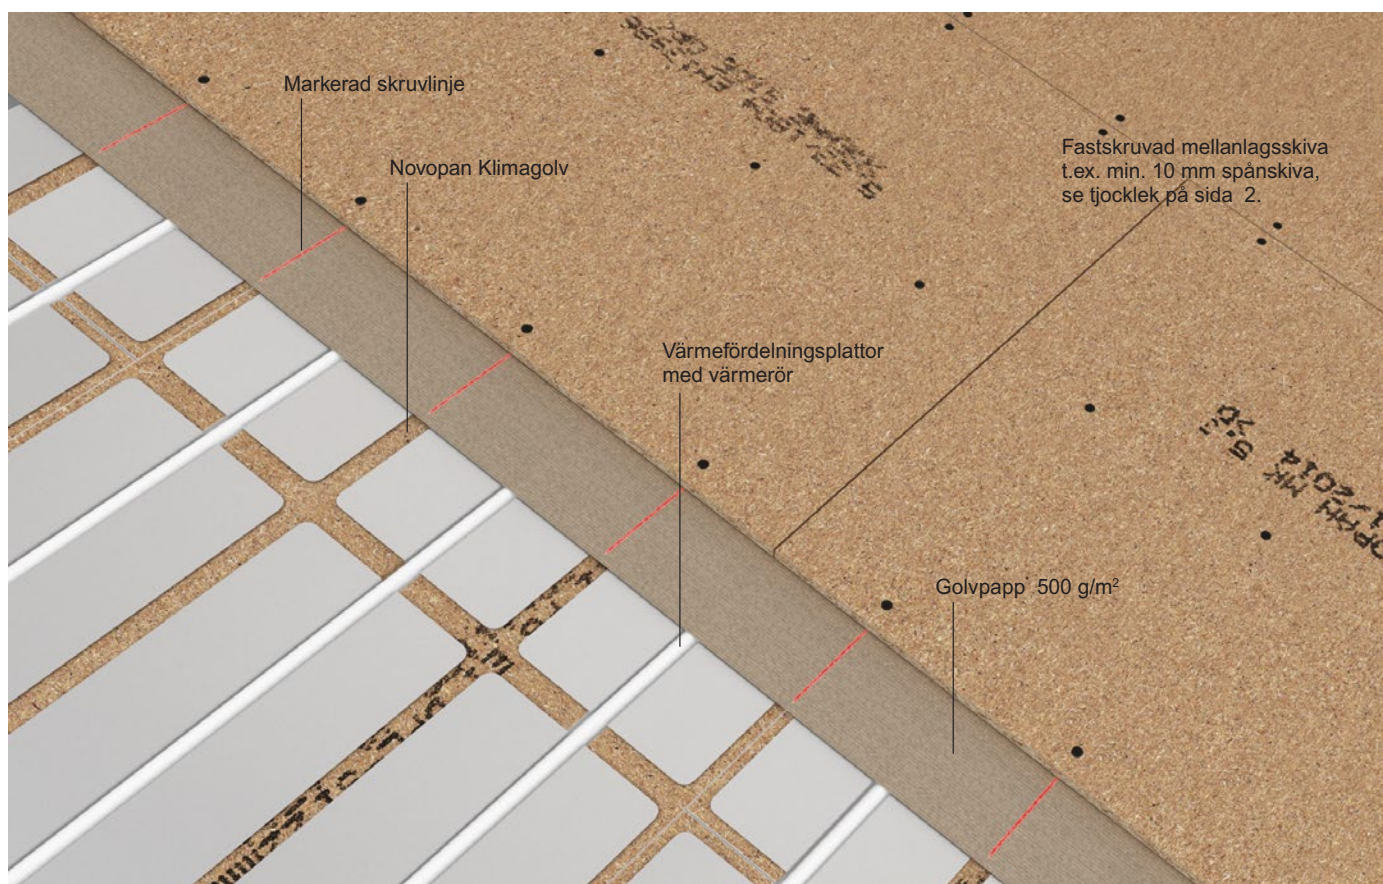 Markerad skruvlinje
Novopan Klimagolv
Fastskruvad mellanlagsskiva
t.ex. min. 10 mm spånskiva,
se tjocklek på sida 2.
Värmefördelningsplattor
med värmerör
Golvpapp 500 g/m²